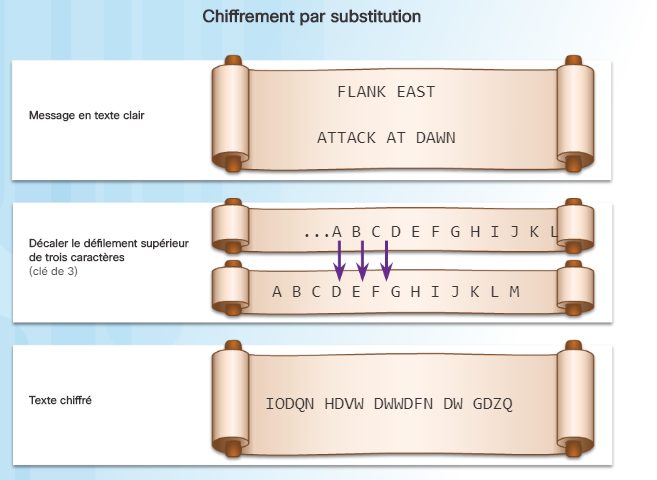 Chiffrement par substitution
Message en texte clair
FLANK EAST
ATTACK AT DAWN
Décaler le défilement supérieur
de trois caractères
(clé de 3)
...A B C D E F G H I J K L
A B C D E F G H I J K L M
Texte chiffré
IODQN HDVW DWWDFN DW GDZQ